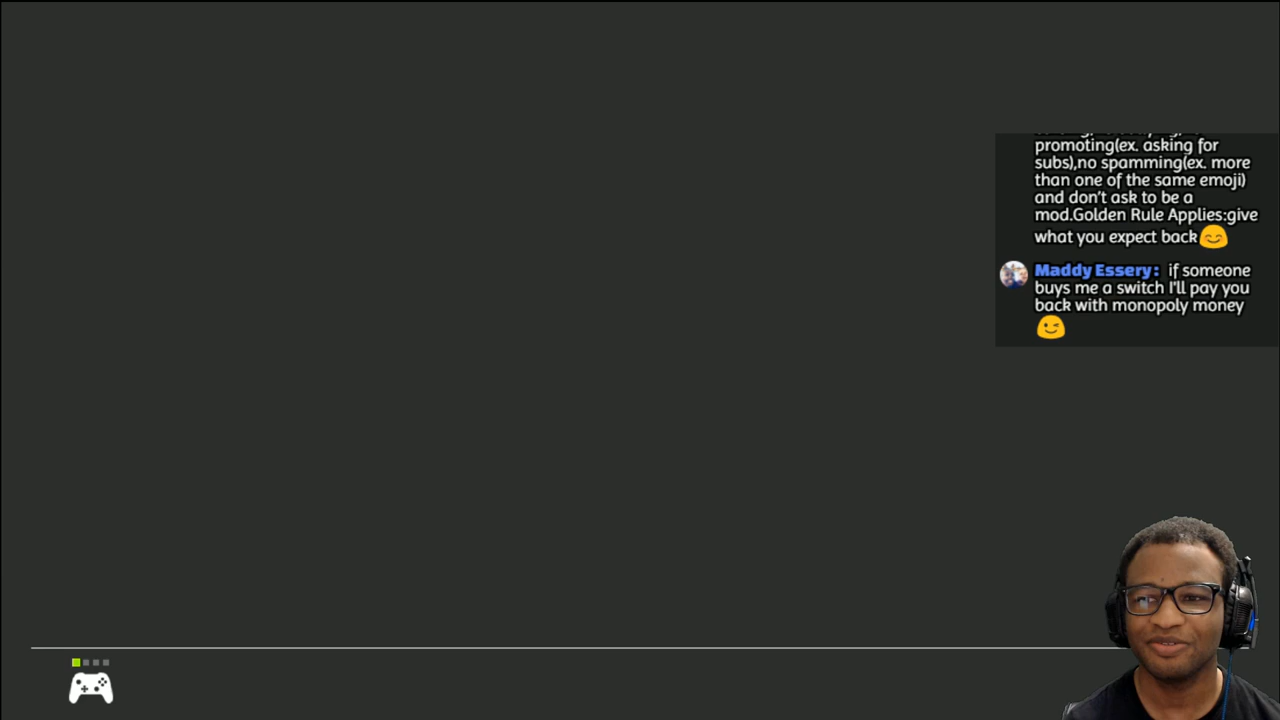 promoting(ex. asking for
subs),no spamming(ex. more
than one of the same emoji)
and don't ask to be a
mod.Golden Rule Applies:give
what you expect back😊
Maddy Essery: if someone
buys me a switch I'll pay you
back with monopoly money
😉